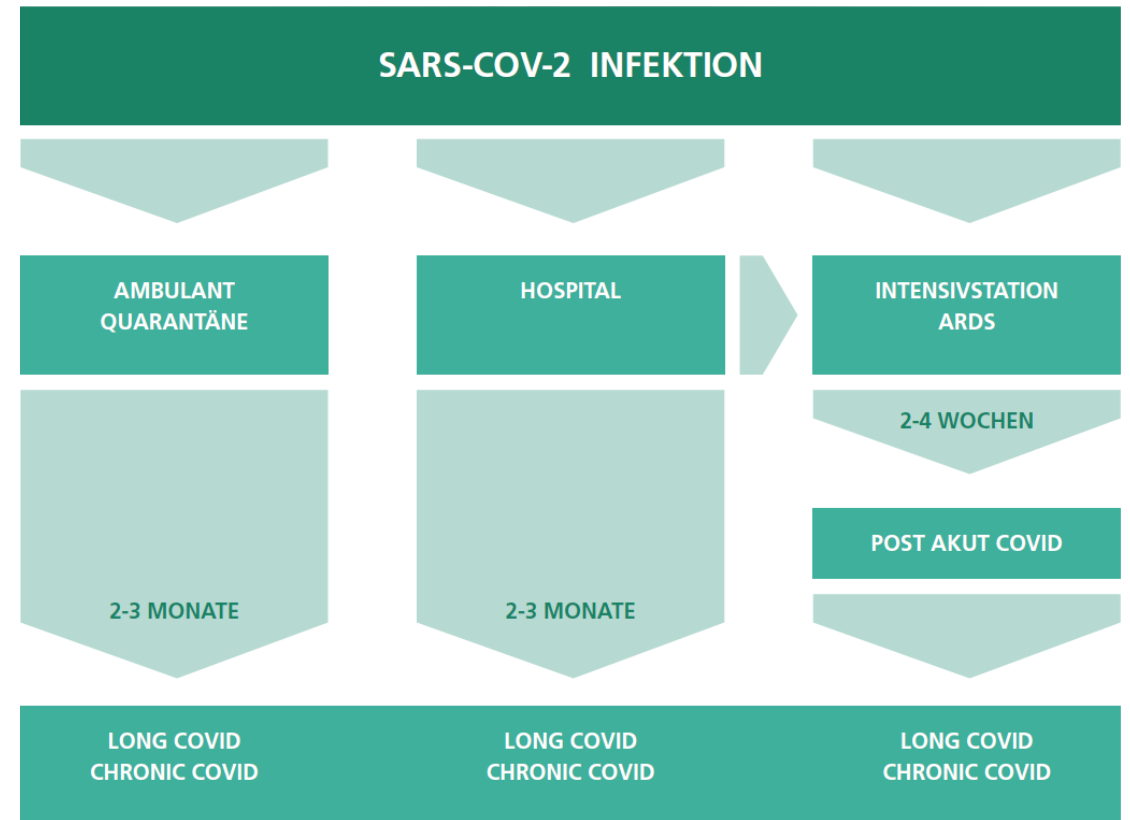 SARS-COV-2 INFEKTION
AMBULANT
QUARANTÄNE
HOSPITAL
INTENSIVSTATION
ARDS
2-4 WOCHEN
POST AKUT COVID
2-3 MONATE
2-3 MONATE
LONG COVID
CHRONIC COVID
LONG COVID
CHRONIC COVID
LONG COVID
CHRONIC COVID